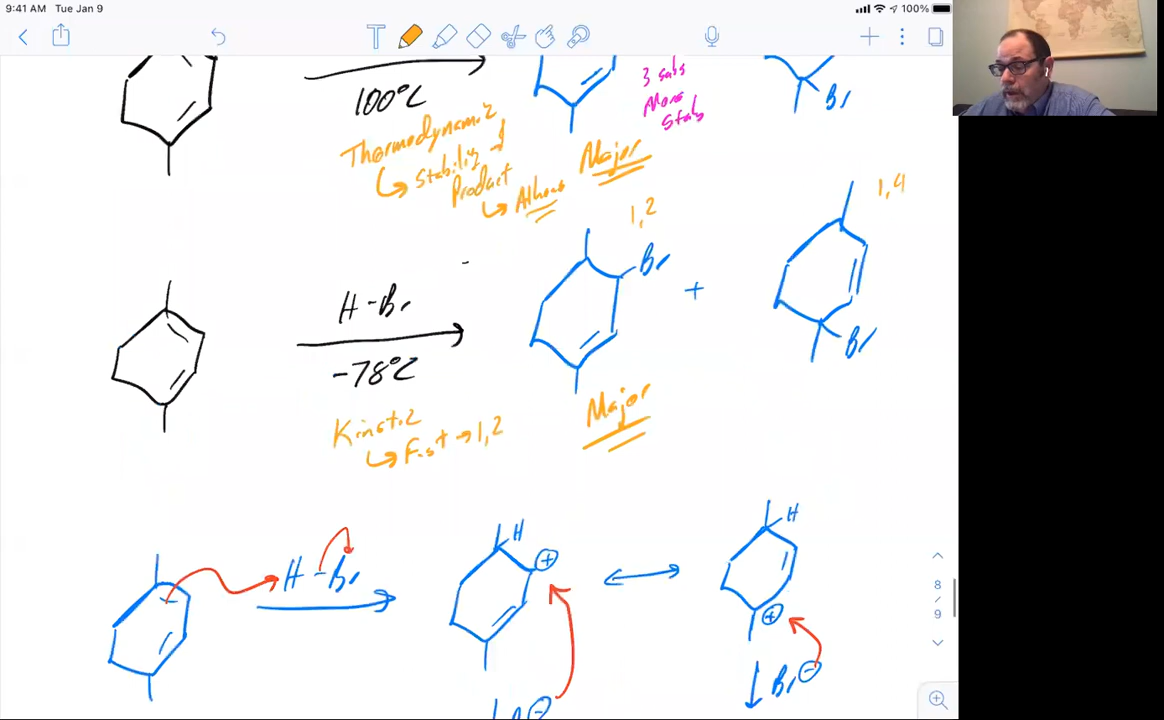 9:41 AM Tue Jan 9
100%
T
100°C
3 subs
More
Stab
Br
Thermodynamic
↳ Stability of
Product
↳ Alkene
Major
1,2
1,4
Br
+
Br
H-Br
-78°C
Kinetic
↳ Fast → 1,2
Major
H-Br
H
+
H
+
Br-
8
/
9